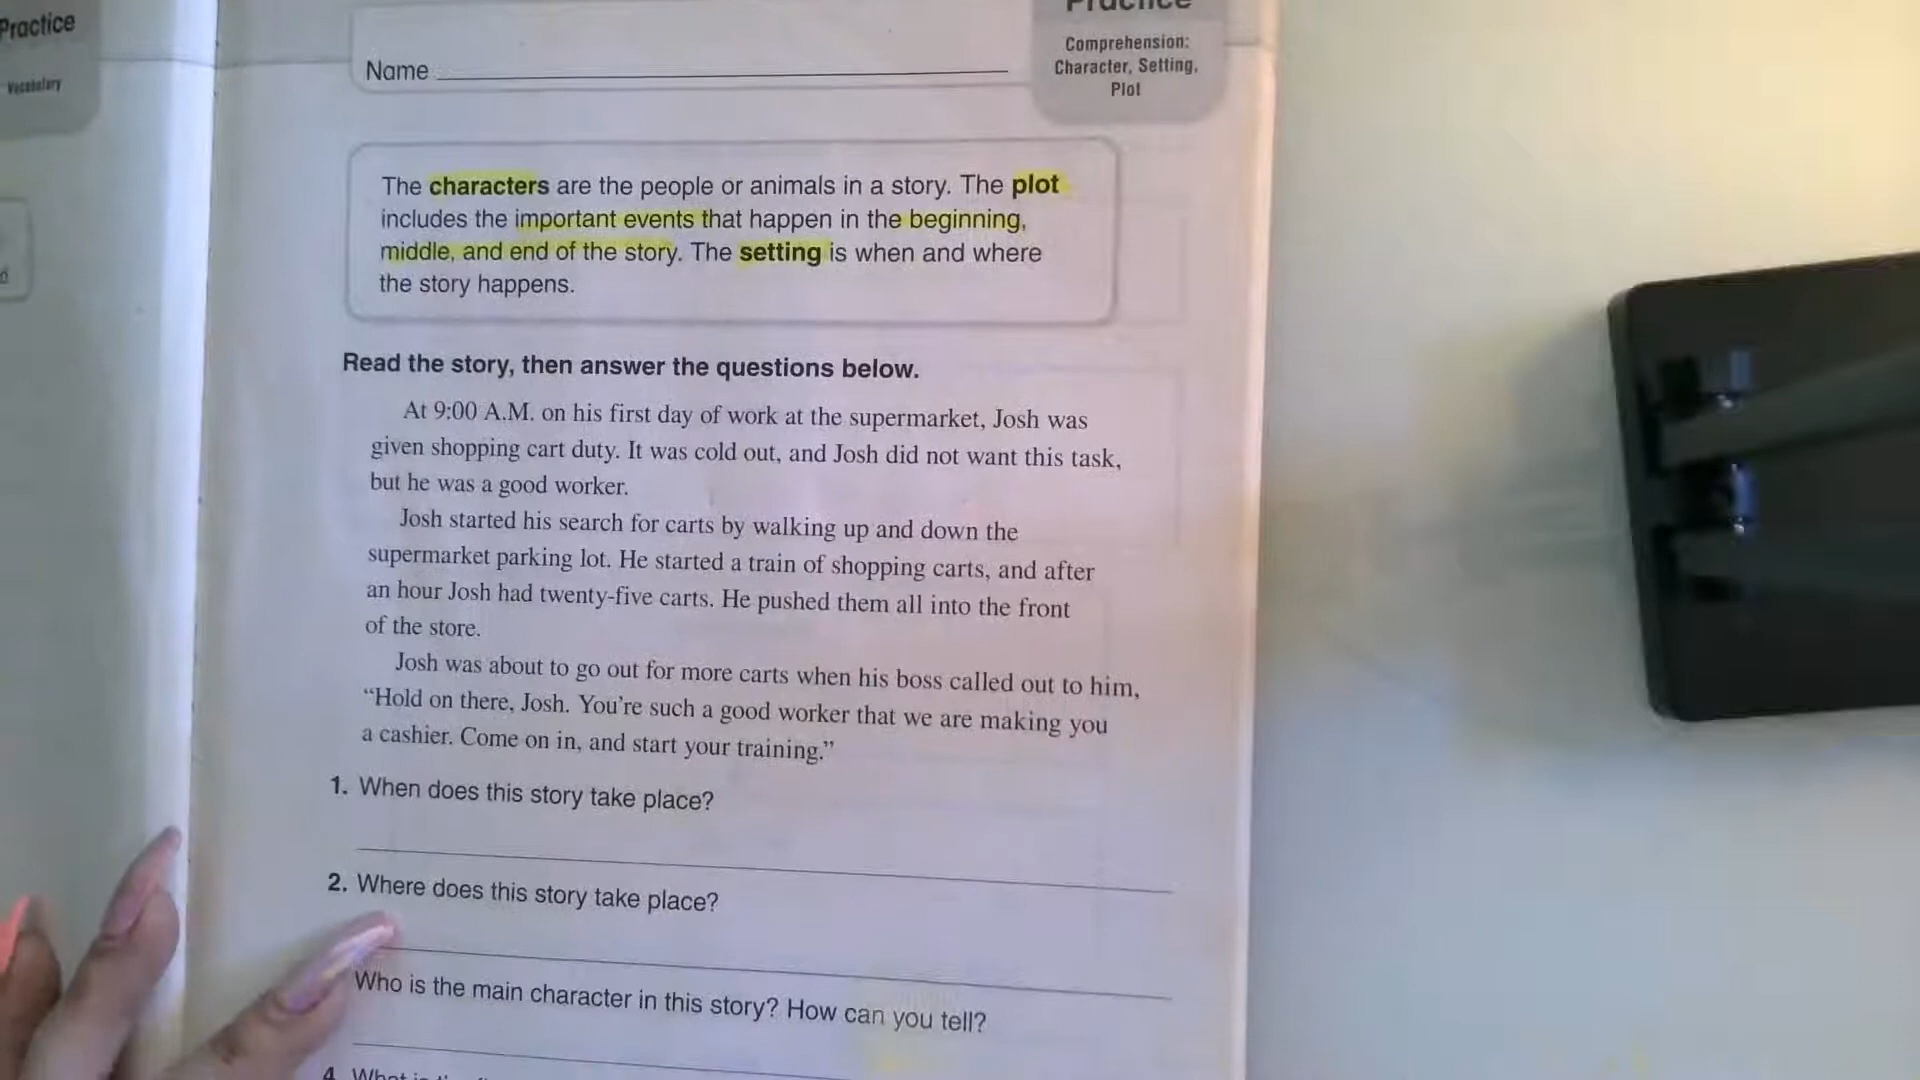 Practice
Vocabulary
Practice
Comprehension:
Character, Setting,
Plot
Name
The characters are the people or animals in a story. The plot
includes the important events that happen in the beginning,
middle, and end of the story. The setting is when and where
the story happens.
Read the story, then answer the questions below.
At 9:00 A.M. on his first day of work at the supermarket, Josh was
given shopping cart duty. It was cold out, and Josh did not want this task,
but he was a good worker.
Josh started his search for carts by walking up and down the
supermarket parking lot. He started a train of shopping carts, and after
an hour Josh had twenty-five carts. He pushed them all into the front
of the store.
Josh was about to go out for more carts when his boss called out to him,
“Hold on there, Josh. You’re such a good worker that we are making you
a cashier. Come on in, and start your training.”
1. When does this story take place?
2. Where does this story take place?
Who is the main character in this story? How can you tell?
4. What